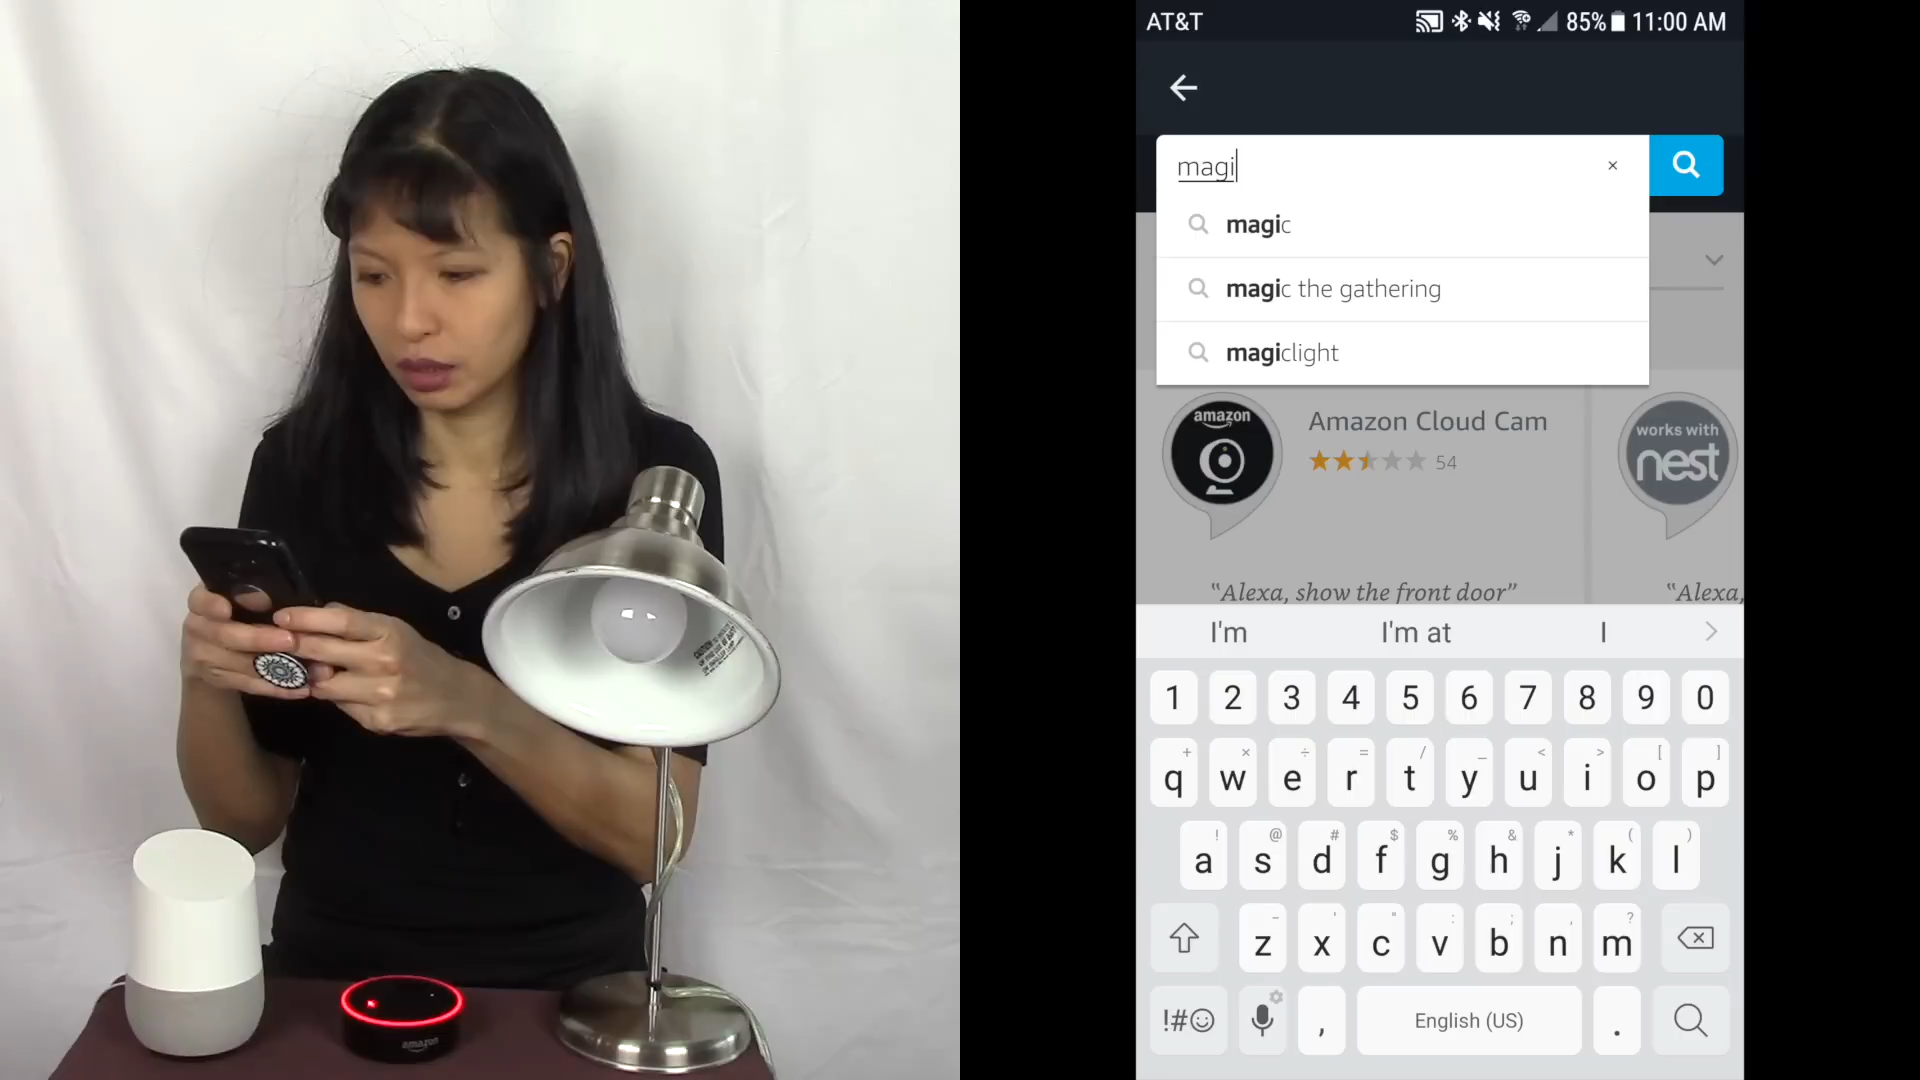 AT&T 85% 11:00 AM
magi ×
magic
magic the gathering
magiclight
amazon
Amazon Cloud Cam
54
works with
nest
“Alexa, show the front door”
“Alexa,
I'm I'm at I
1 2 3 4 5 6 7 8 9 0
+ × ÷ = / _ < > [ ]
q w e r t y u i o p
! @ # $ % & * ( )
a s d f g h j k l
- ' " : ; , ?
z x c v b n m
!#☺ , English (US) .
amazon